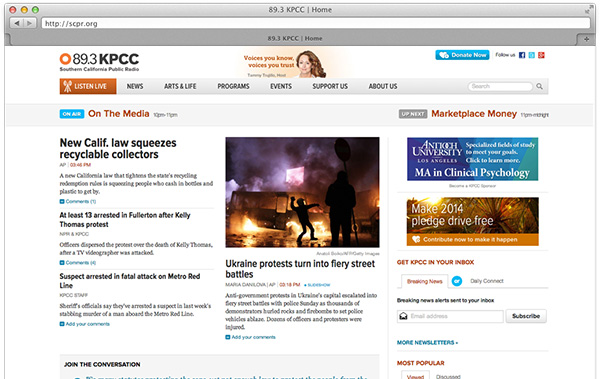 89.3 KPCC | Home
http://scpr.org
89.3 KPCC | Home
89.3 KPCC
Southern California Public Radio
Voices you know,
voices you trust
Donate Now
Follow us
LISTEN LIVE
NEWS
ARTS & LIFE
PROGRAMS
EVENTS
SUPPORT US
ABOUT US
Search
ON AIR
On The Media
10pm-11pm
UP NEXT
Marketplace Money
11pm-midnight
New Calif. law squeezes
recyclable collectors
AP | 03:46 PM
A new California law that tightens the state's recycling
redemption rules is squeezing people who cash in bottles and
plastic to get by.
Comments (1)
At least 13 arrested in Fullerton after Kelly
Thomas protest
NPR & KPCC
Officers dispersed the protest over the death of Kelly Thomas,
after a TV videographer was attacked.
Comments (4)
Suspect arrested in fatal attack on Metro Red
Line
KPCC STAFF
Sheriff's officials say they've arrested a suspect in last week's
stabbing murder of a man aboard the Metro Red Line.
Add your comments
Anatoli Boiko/AFP/Getty Images
Ukraine protests turn into fiery street
battles
MARIA DANILOVA | AP | 03:18 PM
SLIDESHOW
Anti-government protests in Ukraine's capital escalated into
fiery street battles with police Sunday as thousands of
demonstrators hurled rocks and firebombs to set police
vehicles ablaze. Dozens of officers and protesters were
injured.
Add your comments
ANTIOCH
UNIVERSITY
LOS ANGELES
Specialized fields of study
to meet your goals.
Click to learn more.
MA in Clinical Psychology
Become a KPCC Sponsor
Make 2014
pledge drive free
Contribute now to make it happen
GET KPCC IN YOUR INBOX
Breaking News
or
Daily Connect
Breaking news alerts sent to your inbox
Email address
Subscribe
MORE NEWSLETTERS
MOST POPULAR
Viewed
Discussed
JOIN THE CONVERSATION